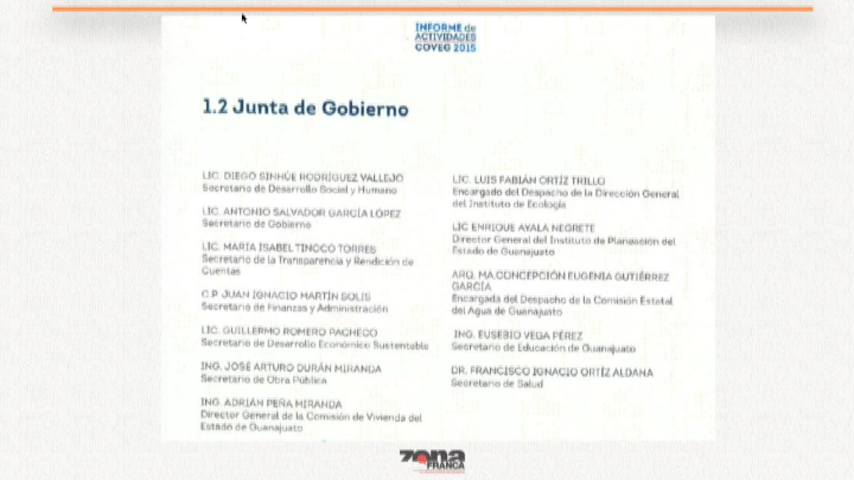 INFORME de
ACTIVIDADES
COVEG 2015
1.2 Junta de Gobierno
LIC. DIEGO SINHÚE RODRÍGUEZ VALLEJO
Secretario de Desarrollo Social y Humano
LIC. ANTONIO SALVADOR GARCÍA LÓPEZ
Secretario de Gobierno
LIC. MARÍA ISABEL TINOCO TORRES
Secretario de la Transparencia y Rendición de
Cuentas
C.P. JUAN IGNACIO MARTÍN SOLÍS
Secretario de Finanzas y Administración
LIC. GUILLERMO ROMERO PACHECO
Secretario de Desarrollo Económico Sustentable
ING. JOSÉ ARTURO DURÁN MIRANDA
Secretario de Obra Pública
ING. ADRIÁN PEÑA MIRANDA
Director General de la Comisión de Vivienda del
Estado de Guanajuato
LIC. LUIS FABIÁN ORTÍZ TRILLO
Encargado del Despacho de la Dirección General
del Instituto de Ecología
LIC ENRIQUE AYALA NEGRETE
Director General del Instituto de Planeación del
Estado de Guanajuato
ARQ. MA.CONCEPCIÓN EUGENIA GUTIÉRREZ
GARCÍA
Encargada del Despacho de la Comisión Estatal
del Agua de Guanajuato
ING. EUSEBIO VEGA PÉREZ
Secretario de Educación de Guanajuato
DR. FRANCISCO IGNACIO ORTÍZ ALDANA
Secretario de Salud
zona
FRANCA